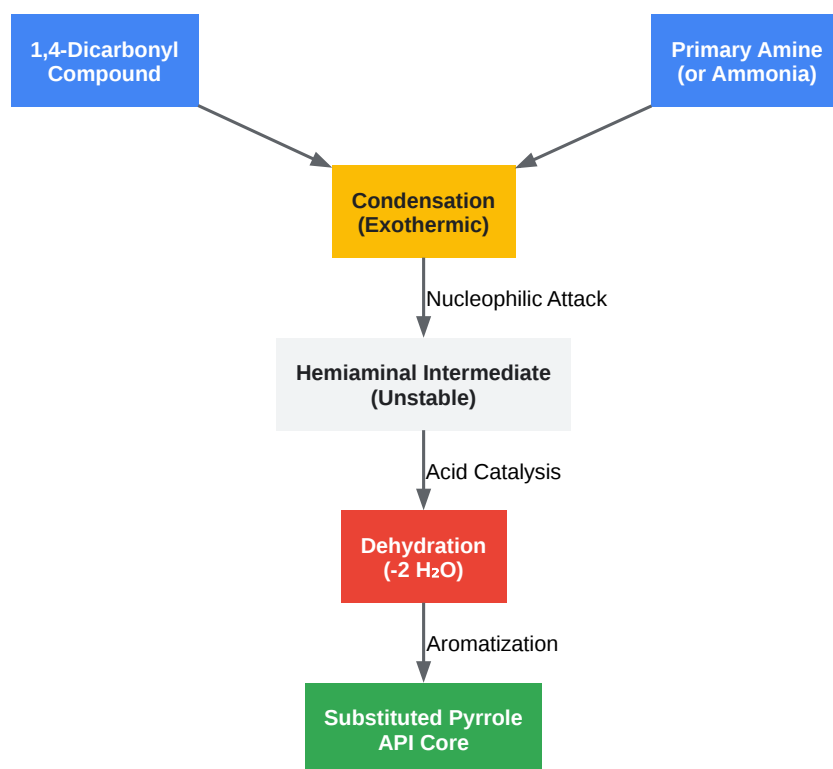 1,4-Dicarbonyl
Compound
Primary Amine
(or Ammonia)
Condensation
(Exothermic)
Nucleophilic Attack
Hemiaminal Intermediate
(Unstable)
Acid Catalysis
Dehydration
(-2 H₂O)
Aromatization
Substituted Pyrrole
API Core